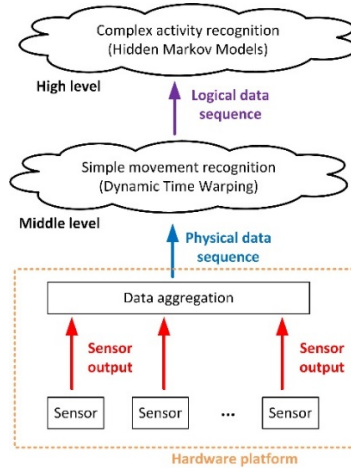 Complex activity recognition
(Hidden Markov Models)
High level
Logical data
sequence
Simple movement recognition
(Dynamic Time Warping)
Middle level
Physical data
sequence
Data aggregation
Sensor
output
Sensor
output
Sensor
Sensor
...
Sensor
Hardware platform